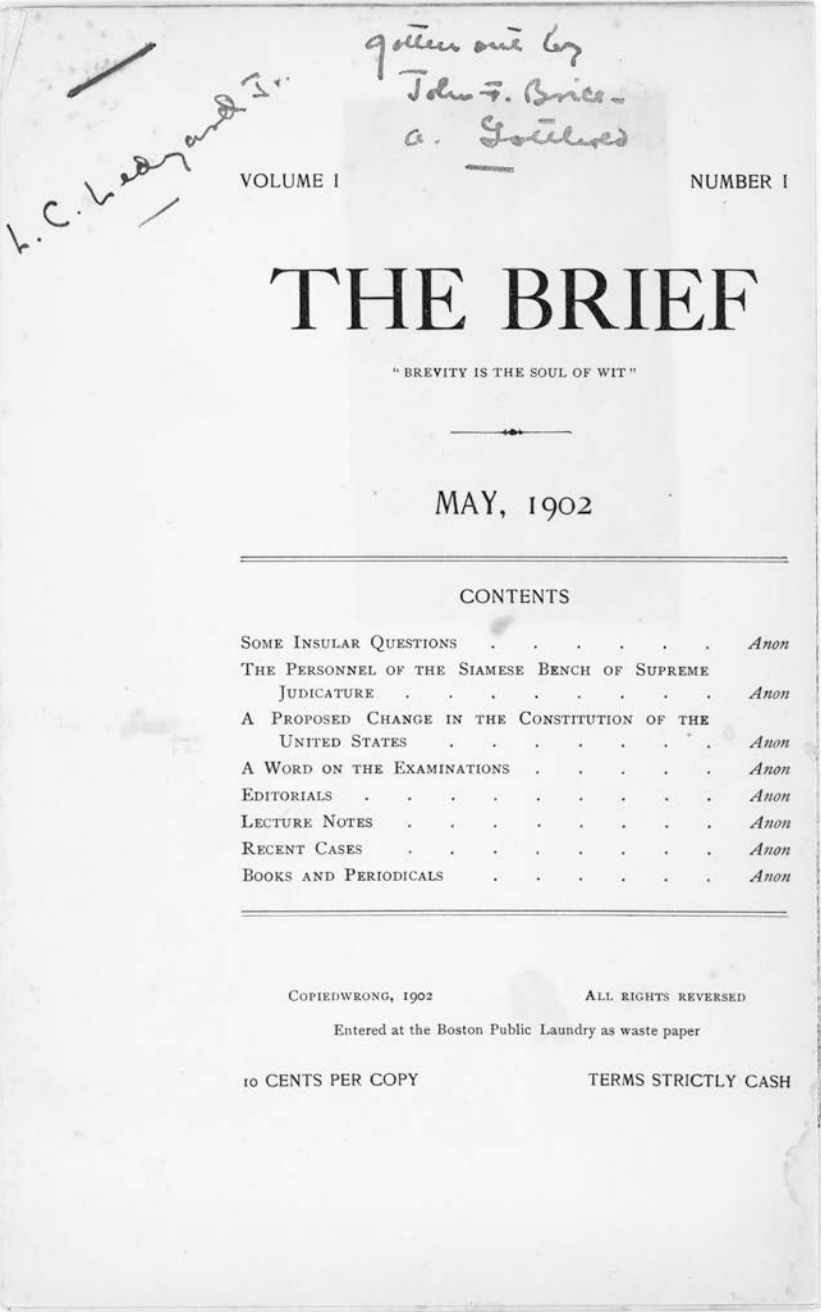 gotten out by
John F. Brice -
a. Gottlieb
L. C. Ledyard Jr.
VOLUME I NUMBER I
THE BRIEF
" BREVITY IS THE SOUL OF WIT "
MAY, 1902
CONTENTS
SOME INSULAR QUESTIONS . . . . . . Anon
THE PERSONNEL OF THE SIAMESE BENCH OF SUPREME
JUDICATURE . . . . . . . . Anon
A PROPOSED CHANGE IN THE CONSTITUTION OF THE
UNITED STATES . . . . . . . Anon
A WORD ON THE EXAMINATIONS . . . . . Anon
EDITORIALS . . . . . . . . . Anon
LECTURE NOTES . . . . . . . . Anon
RECENT CASES . . . . . . . . Anon
BOOKS AND PERIODICALS . . . . . . Anon
COPIEDWRONG, 1902 ALL RIGHTS REVERSED
Entered at the Boston Public Laundry as waste paper
10 CENTS PER COPY TERMS STRICTLY CASH